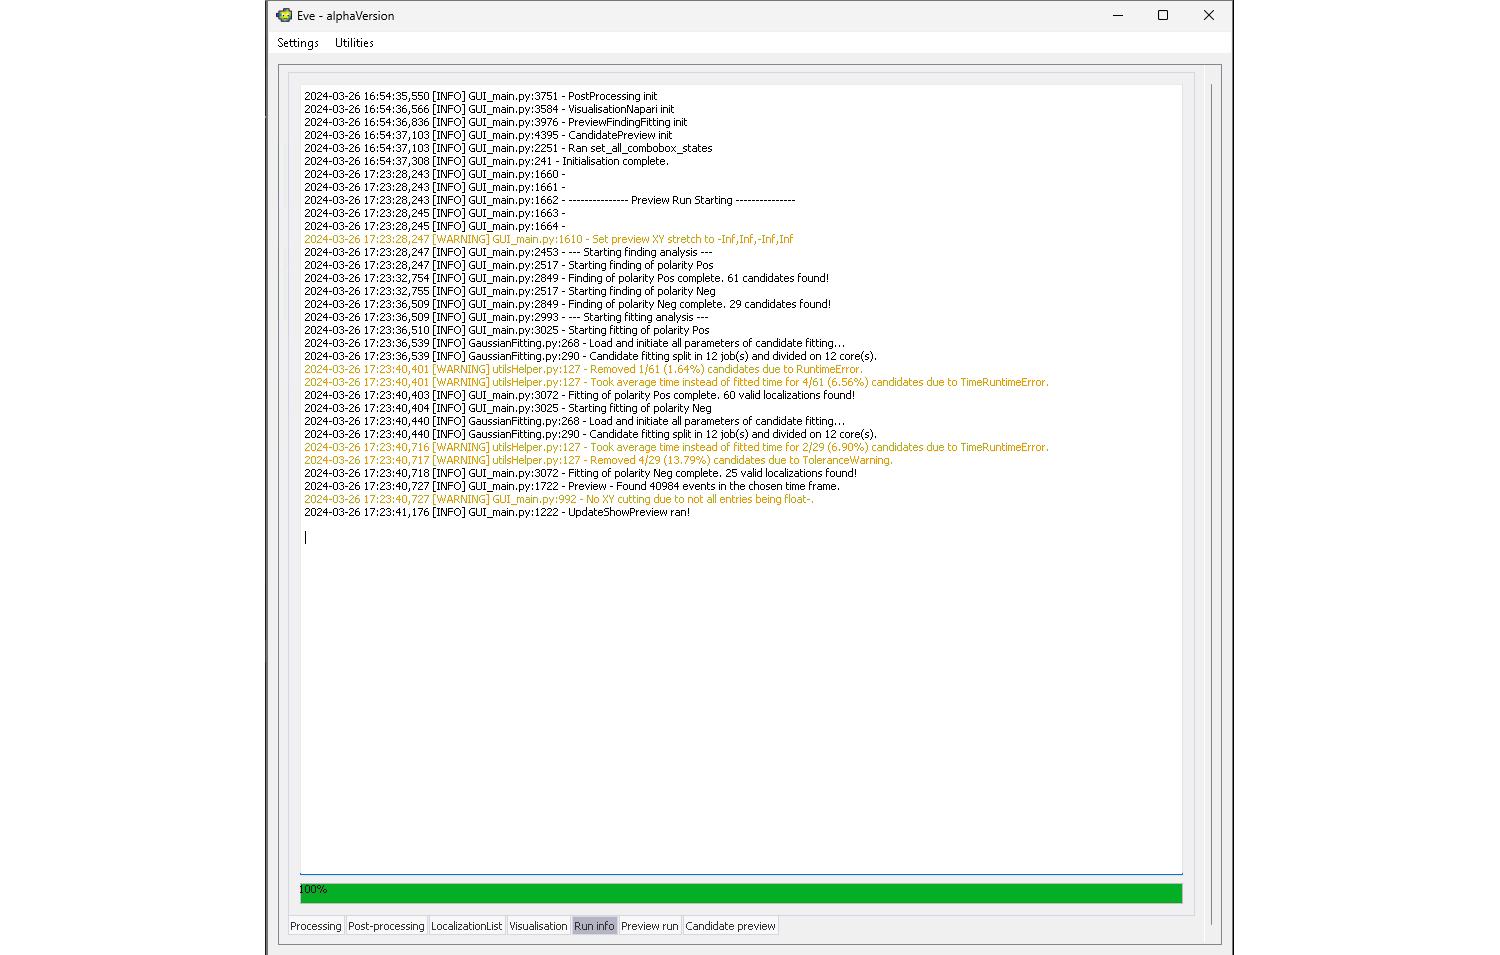 Eve - alphaVersion
Settings Utilities
2024-03-26 16:54:35,550 [INFO] GUI_main.py:3751 - PostProcessing init
2024-03-26 16:54:36,566 [INFO] GUI_main.py:3584 - VisualisationNapari init
2024-03-26 16:54:36,836 [INFO] GUI_main.py:3976 - PreviewFindingFitting init
2024-03-26 16:54:37,103 [INFO] GUI_main.py:4395 - CandidatePreview init
2024-03-26 16:54:37,103 [INFO] GUI_main.py:2251 - Ran set_all_combobox_states
2024-03-26 16:54:37,308 [INFO] GUI_main.py:241 - Initialisation complete.
2024-03-26 17:23:28,243 [INFO] GUI_main.py:1660 -
2024-03-26 17:23:28,243 [INFO] GUI_main.py:1661 -
2024-03-26 17:23:28,243 [INFO] GUI_main.py:1662 - --------------- Preview Run Starting --------------
2024-03-26 17:23:28,245 [INFO] GUI_main.py:1663 -
2024-03-26 17:23:28,245 [INFO] GUI_main.py:1664 -
2024-03-26 17:23:28,247 [WARNING] GUI_main.py:1610 - Set preview XY stretch to -Inf,Inf,-Inf,Inf
2024-03-26 17:23:28,247 [INFO] GUI_main.py:2453 - --- Starting finding analysis ---
2024-03-26 17:23:28,247 [INFO] GUI_main.py:2517 - Starting finding of polarity Pos
2024-03-26 17:23:32,754 [INFO] GUI_main.py:2849 - Finding of polarity Pos complete. 61 candidates found!
2024-03-26 17:23:32,755 [INFO] GUI_main.py:2517 - Starting finding of polarity Neg
2024-03-26 17:23:36,509 [INFO] GUI_main.py:2849 - Finding of polarity Neg complete. 29 candidates found!
2024-03-26 17:23:36,509 [INFO] GUI_main.py:2993 - --- Starting fitting analysis ---
2024-03-26 17:23:36,510 [INFO] GUI_main.py:3025 - Starting fitting of polarity Pos
2024-03-26 17:23:36,539 [INFO] GaussianFitting.py:268 - Load and initiate all parameters of candidate fitting...
2024-03-26 17:23:36,539 [INFO] GaussianFitting.py:290 - Candidate fitting split in 12 job(s) and divided on 12 core(s).
2024-03-26 17:23:40,401 [WARNING] utilsHelper.py:127 - Removed 1/61 (1.64%) candidates due to RuntimeError.
2024-03-26 17:23:40,401 [WARNING] utilsHelper.py:127 - Took average time instead of fitted time for 4/61 (6.56%) candidates due to TimeRuntimeError.
2024-03-26 17:23:40,403 [INFO] GUI_main.py:3072 - Fitting of polarity Pos complete. 60 valid localizations found!
2024-03-26 17:23:40,404 [INFO] GUI_main.py:3025 - Starting fitting of polarity Neg
2024-03-26 17:23:40,440 [INFO] GaussianFitting.py:268 - Load and initiate all parameters of candidate fitting...
2024-03-26 17:23:40,440 [INFO] GaussianFitting.py:290 - Candidate fitting split in 12 job(s) and divided on 12 core(s).
2024-03-26 17:23:40,716 [WARNING] utilsHelper.py:127 - Took average time instead of fitted time for 2/29 (6.90%) candidates due to TimeRuntimeError.
2024-03-26 17:23:40,717 [WARNING] utilsHelper.py:127 - Removed 4/29 (13.79%) candidates due to ToleranceWarning.
2024-03-26 17:23:40,718 [INFO] GUI_main.py:3072 - Fitting of polarity Neg complete. 25 valid localizations found!
2024-03-26 17:23:40,727 [INFO] GUI_main.py:1722 - Preview - Found 40984 events in the chosen time frame.
2024-03-26 17:23:40,727 [WARNING] GUI_main.py:992 - No XY cutting due to not all entries being float-.
2024-03-26 17:23:41,176 [INFO] GUI_main.py:1222 - UpdateShowPreview ran!
100%
Processing Post-processing LocalizationList Visualisation Run info Preview run Candidate preview